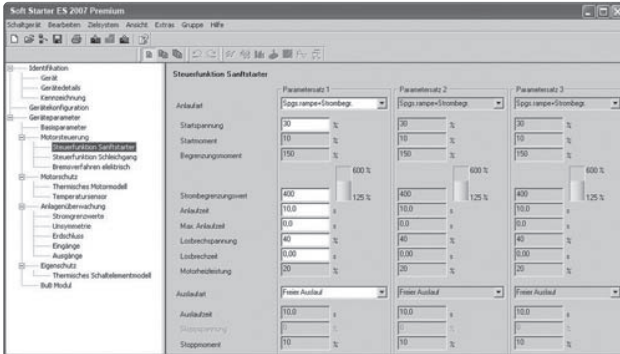 Soft Starter ES 2007 Premium
Schaltgerät Bearbeiten Zielsystem Ansicht Extras Gruppe Hilfe
Identifikation
Gerät
Gerätedetails
Kennzeichnung
Gerätekonfiguration
Geräteparameter
Basisparameter
Motorsteuerung
Steuerfunktion Sanftstarter
Steuerfunktion Schleichgang
Bremsverfahren elektrisch
Motorschutz
Thermisches Motormodell
Temperatursensor
Anlagenüberwachung
Stromgrenzwerte
Unsymmetrie
Erdschluss
Eingänge
Ausgänge
Eigenschutz
Thermisches Schaltelementmodell
BuB Modul
Steuerfunktion Sanftstarter
Parametersatz 1 Parametersatz 2 Parametersatz 3
Anlaufart Spgs.rampe+Strombegr. Spgs.rampe+Strombegr. Spgs.rampe+Strombegr.
Startspannung 30 % 30 % 30 %
Startmoment 10 % 10 % 10 %
Begrenzungsmoment 150 % 150 % 150 %
600 % 600 % 600 %
Strombegrenzungswert 400 125 % 400 125 % 400 125 %
Anlaufzeit 10,0 s 10,0 s 10,0 s
Max. Anlaufzeit 0,0 s 0,0 s 0,0 s
Losbrechspannung 40 % 40 % 40 %
Losbrechzeit 0,00 s 0,00 s 0,00 s
Motorheizleistung 20 % 20 % 20 %
Auslaufart Freier Auslauf Freier Auslauf Freier Auslauf
Auslaufzeit 10,0 s 10,0 s 10,0 s
Stoppspannung 0 % 0 % 0 %
Stoppmoment 10 % 10 % 10 %